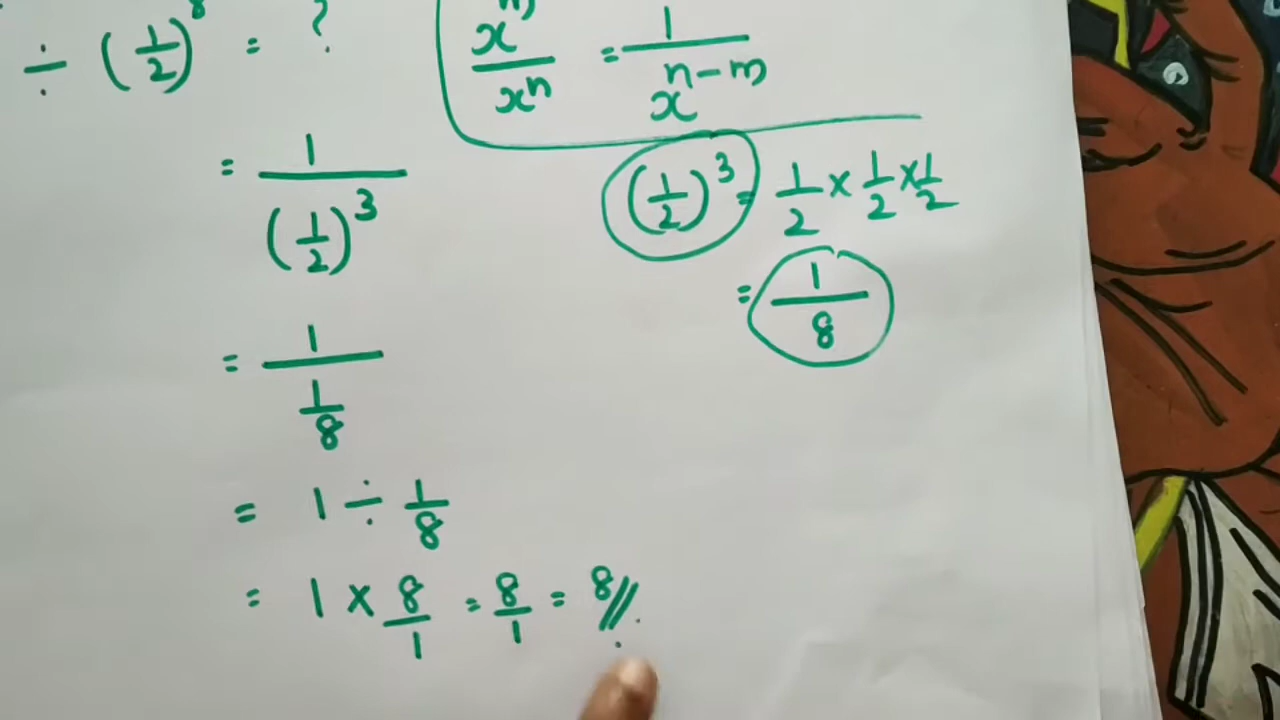 ÷ (1/2)^8 = ?
x^m/x^n = 1/x^(n-m)
= 1/(1/2)^3
(1/2)^3 = 1/2 × 1/2 × 1/2
= 1/8
= 1/(1/8)
= 1 ÷ 1/8
= 1 × 8/1 = 8/1 = 8//